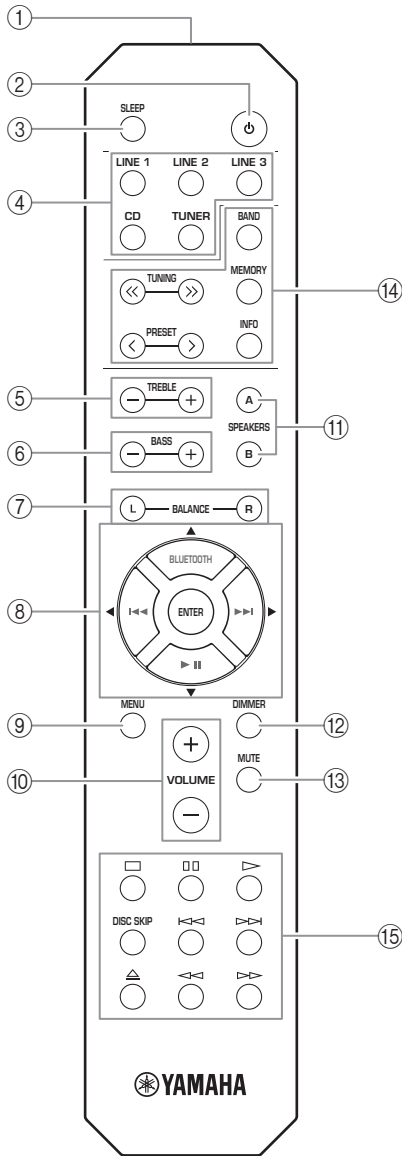 ①
②
SLEEP
③
LINE 1 LINE 2 LINE 3
④
CD TUNER BAND
TUNING MEMORY
⑭
PRESET INFO
⑤ TREBLE A
SPEAKERS ⑪
⑥ BASS B
⑦ L BALANCE R
BLUETOOTH
⑧ ENTER
MENU DIMMER
⑨ ⑫
MUTE
⑩ VOLUME ⑬
DISC SKIP
⑮
YAMAHA